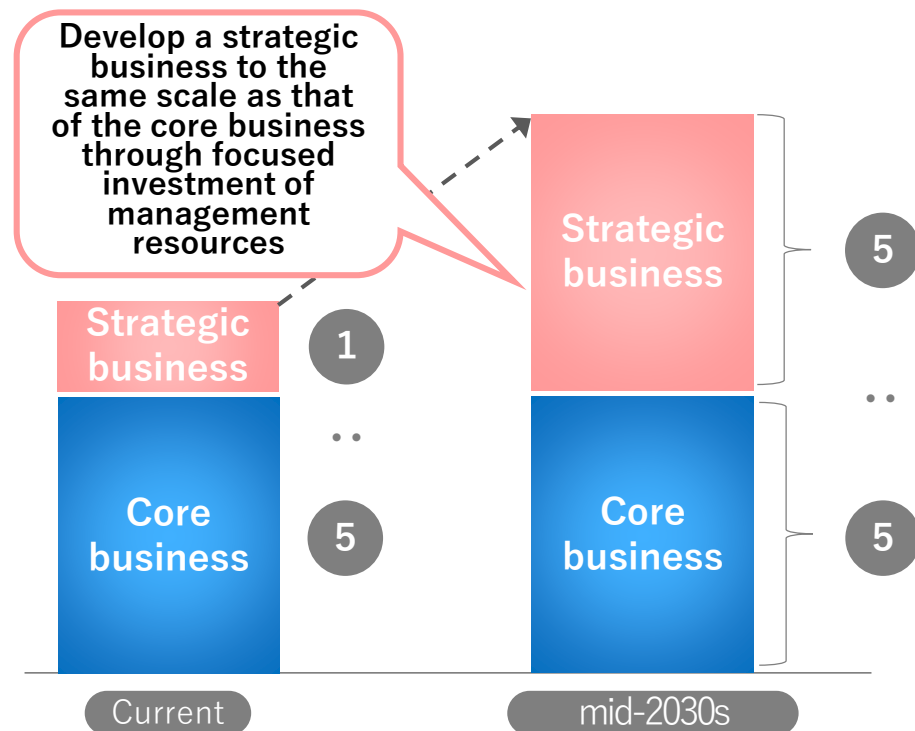 Develop a strategic
business to the
same scale as that
of the core business
through focused
investment of
management
resources
Strategic
business
1
:
Core
business
5
Current
Strategic
business
5
:
Core
business
5
mid-2030s